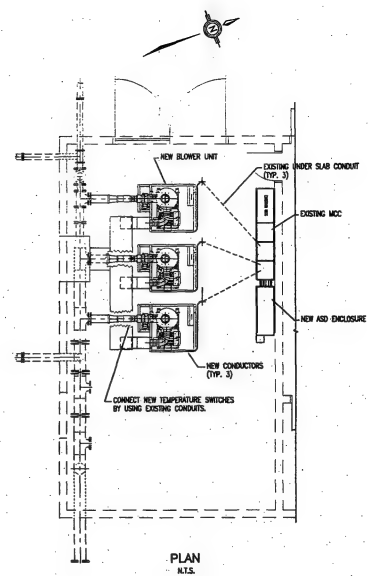 N
NEW BLOWER UNIT
EXISTING UNDER SLAB CONDUIT
(TYP. 3)
EXISTING MCC
NEW ASD ENCLOSURE
NEW CONDUCTORS
(TYP. 3)
CONNECT NEW TEMPERATURE SWITCHES
BY USING EXISTING CONDUITS.
PLAN
N.T.S.